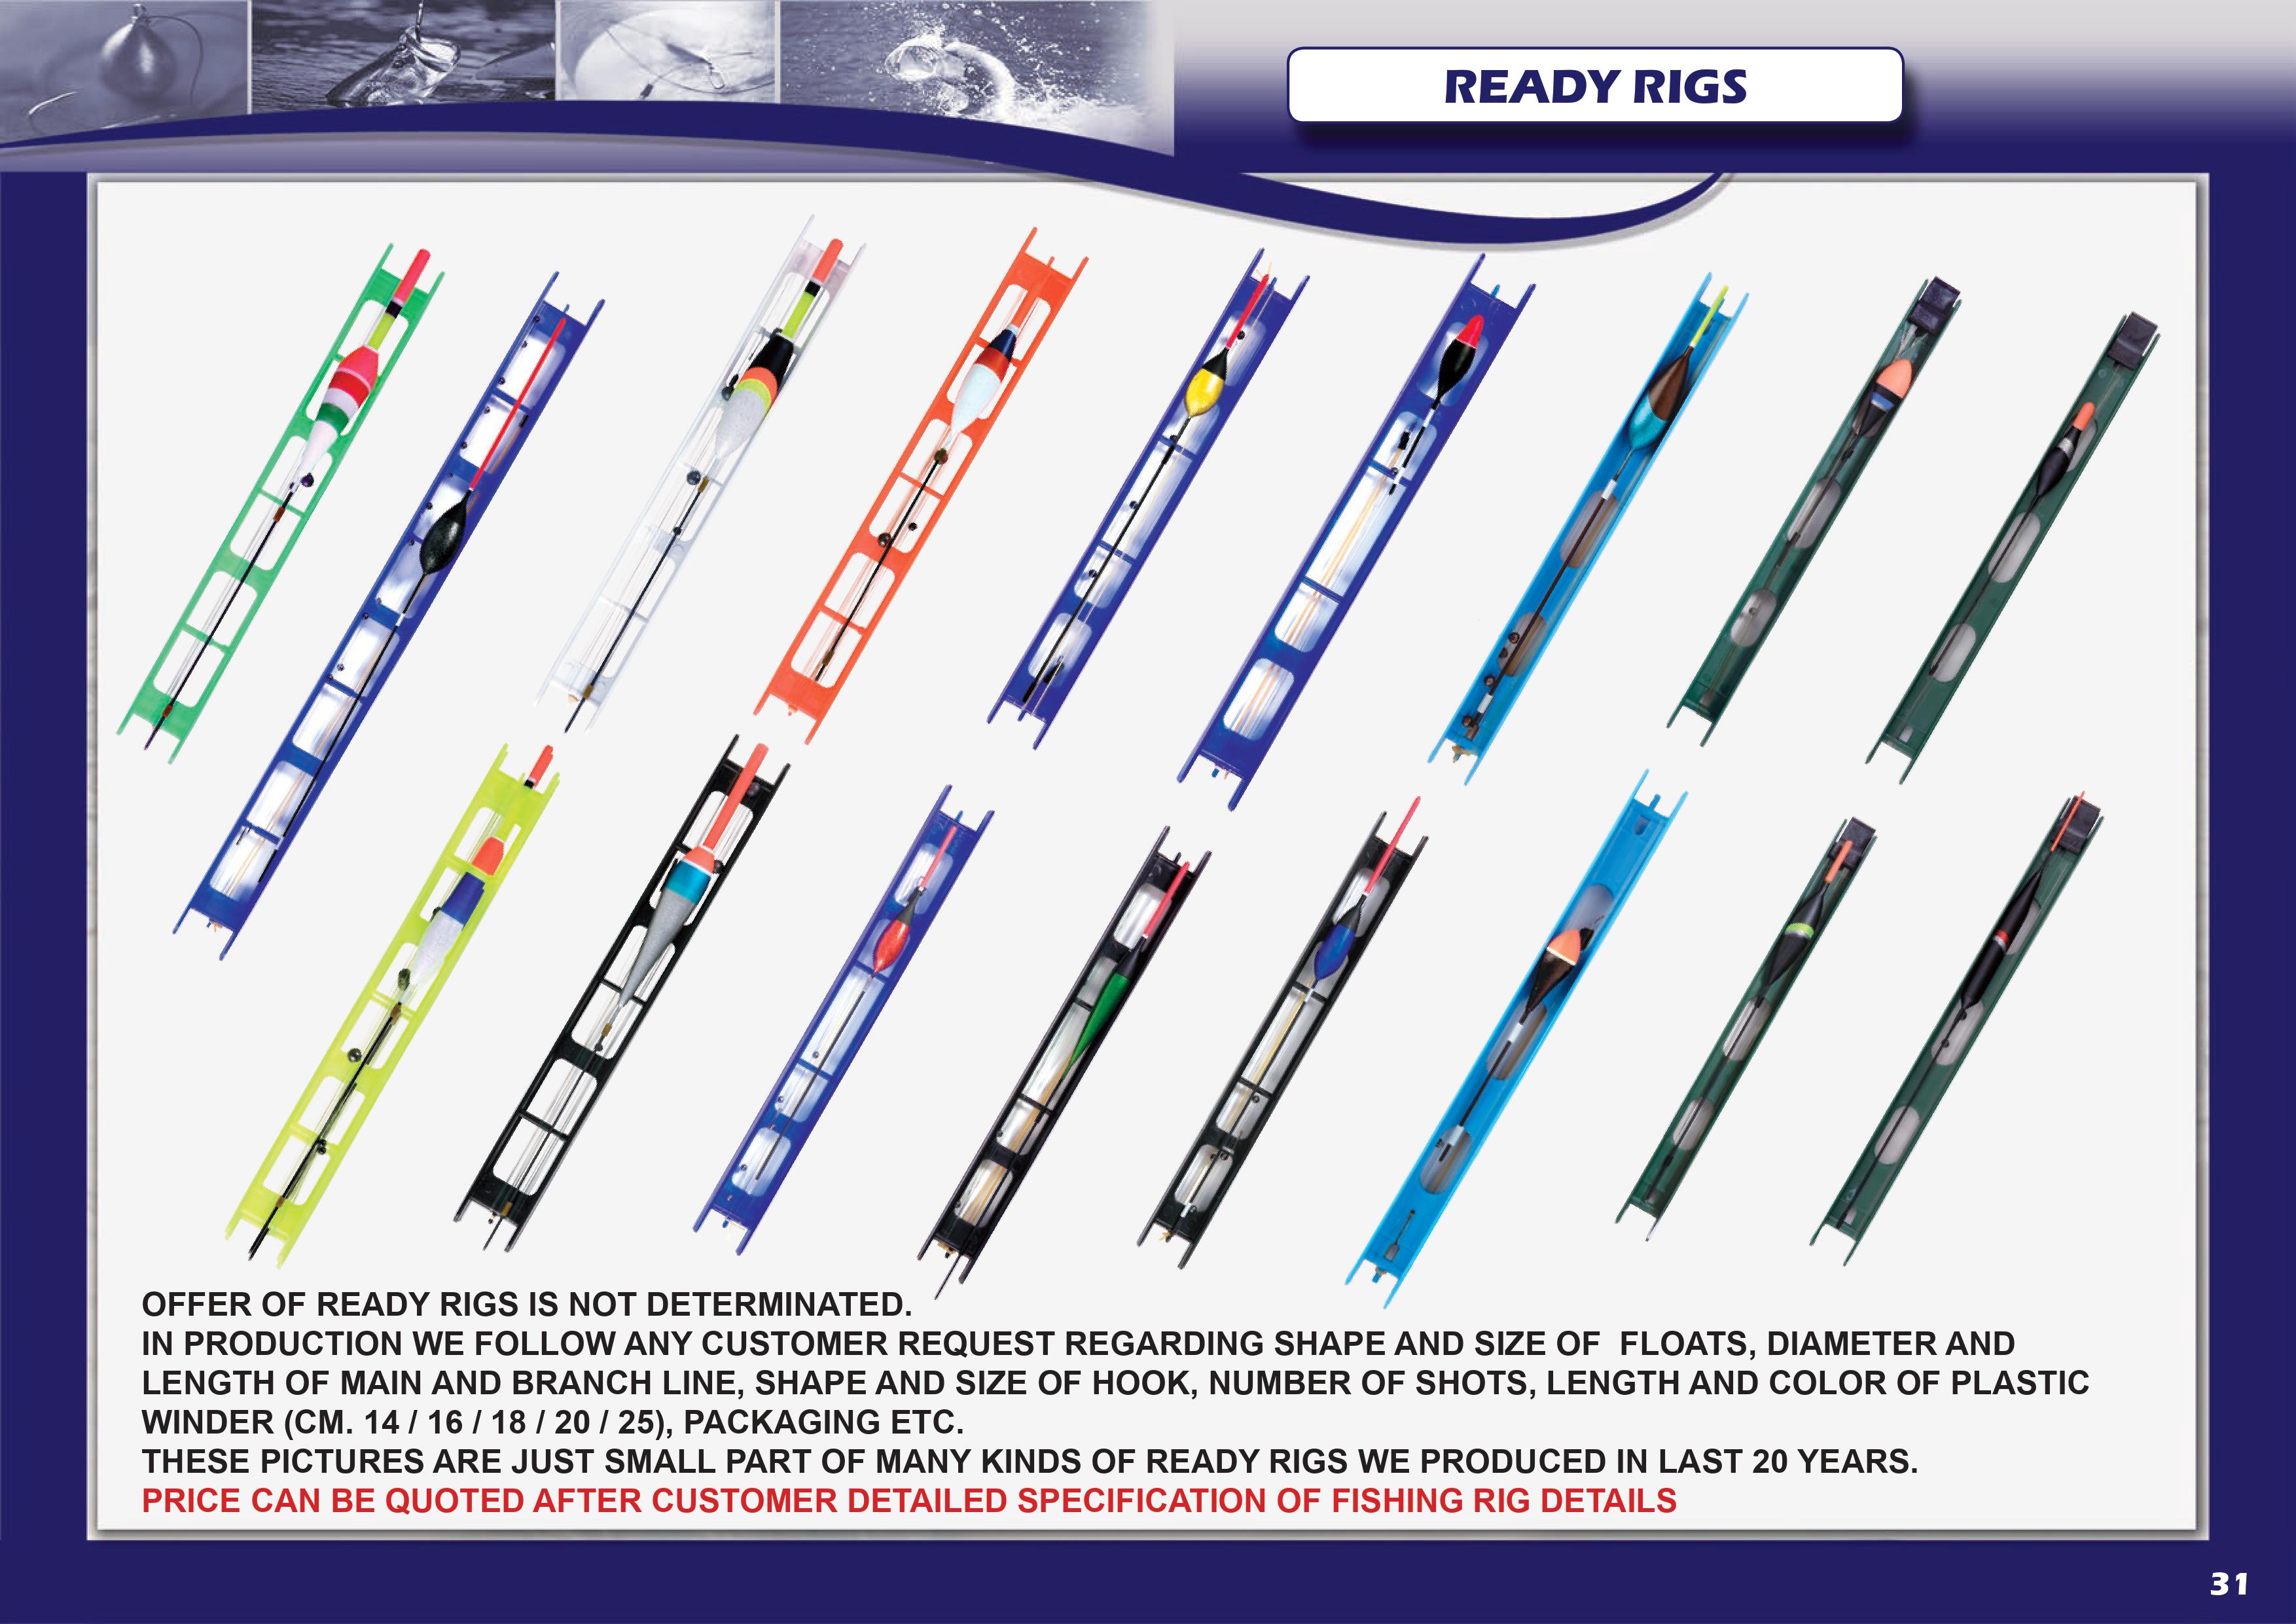 READY RIGS
OFFER OF READY RIGS IS NOT DETERMINATED.
IN PRODUCTION WE FOLLOW ANY CUSTOMER REQUEST REGARDING SHAPE AND SIZE OF  FLOATS, DIAMETER AND
LENGTH OF MAIN AND BRANCH LINE, SHAPE AND SIZE OF HOOK, NUMBER OF SHOTS, LENGTH AND COLOR OF PLASTIC
WINDER (CM. 14 / 16 / 18 / 20 / 25), PACKAGING ETC.
THESE PICTURES ARE JUST SMALL PART OF MANY KINDS OF READY RIGS WE PRODUCED IN LAST 20 YEARS.
PRICE CAN BE QUOTED AFTER CUSTOMER DETAILED SPECIFICATION OF FISHING RIG DETAILS
31